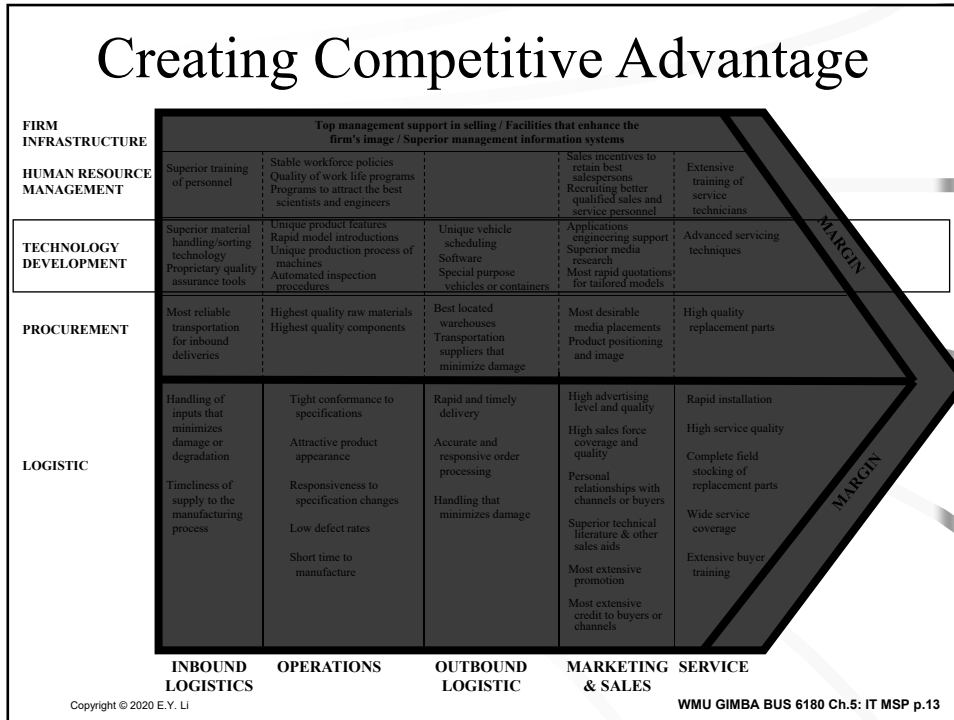 Creating Competitive Advantage
FIRM
INFRASTRUCTURE
Top management support in selling / Facilities that enhance the
firm's image / Superior management information systems
HUMAN RESOURCE
MANAGEMENT
Superior training
of personnel
Stable workforce policies
Quality of work life programs
Programs to attract the best
scientists and engineers
Sales incentives to
retain best
salespersons
Recruiting better
qualified sales and
service personnel
Extensive
training of
service
technicians
TECHNOLOGY
DEVELOPMENT
Superior material
handling/sorting
technology
Proprietary quality
assurance tools
Unique product features
Rapid model introductions
Unique production process of
machines
Automated inspection
procedures
Unique vehicle
scheduling
Software
Special purpose
vehicles or containers
Applications
engineering support
Superior media
research
Most rapid quotations
for tailored models
Advanced servicing
techniques
MARGIN
PROCUREMENT
Most reliable
transportation
for inbound
deliveries
Highest quality raw materials
Highest quality components
Best located
warehouses
Transportation
suppliers that
minimize damage
Most desirable
media placements
Product positioning
and image
High quality
replacement parts
LOGISTIC
Handling of
inputs that
minimizes
damage or
degradation
Timeliness of
supply to the
manufacturing
process
Tight conformance to
specifications
Attractive product
appearance
Responsiveness to
specification changes
Low defect rates
Short time to
manufacture
Rapid and timely
delivery
Accurate and
responsive order
processing
Handling that
minimizes damage
High advertising
level and quality
High sales force
coverage and
quality
Personal
relationships with
channels or buyers
Superior technical
literature & other
sales aids
Most extensive
promotion
Most extensive
credit to buyers or
channels
Rapid installation
High service quality
Complete field
stocking of
replacement parts
Wide service
coverage
Extensive buyer
training
MARGIN
INBOUND
LOGISTICS
OPERATIONS
OUTBOUND
LOGISTIC
MARKETING
& SALES
SERVICE
Copyright © 2020 E.Y. Li
WMU GIMBA BUS 6180 Ch.5: IT MSP p.13